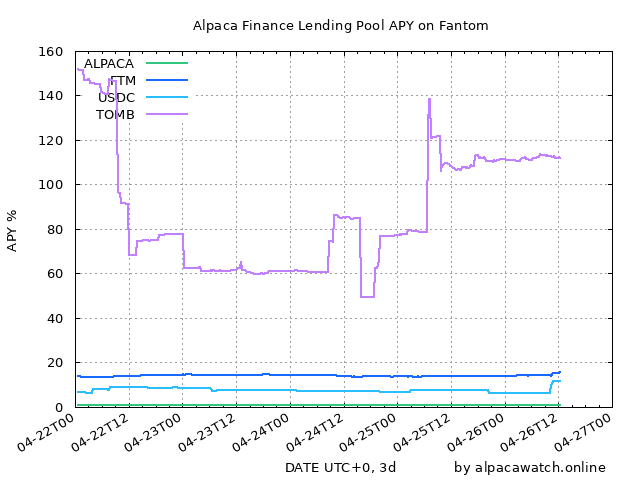 Alpaca Finance Lending Pool APY on Fantom
160
140
120
100
80
60
40
20
0
APY %
ALPACA
FTM
USDC
TOMB
04-22T00
04-22T12
04-23T00
04-23T12
04-24T00
04-24T12
04-25T00
04-25T12
04-26T00
04-26T12
04-27T00
DATE UTC+0, 3d
by alpacawatch.online